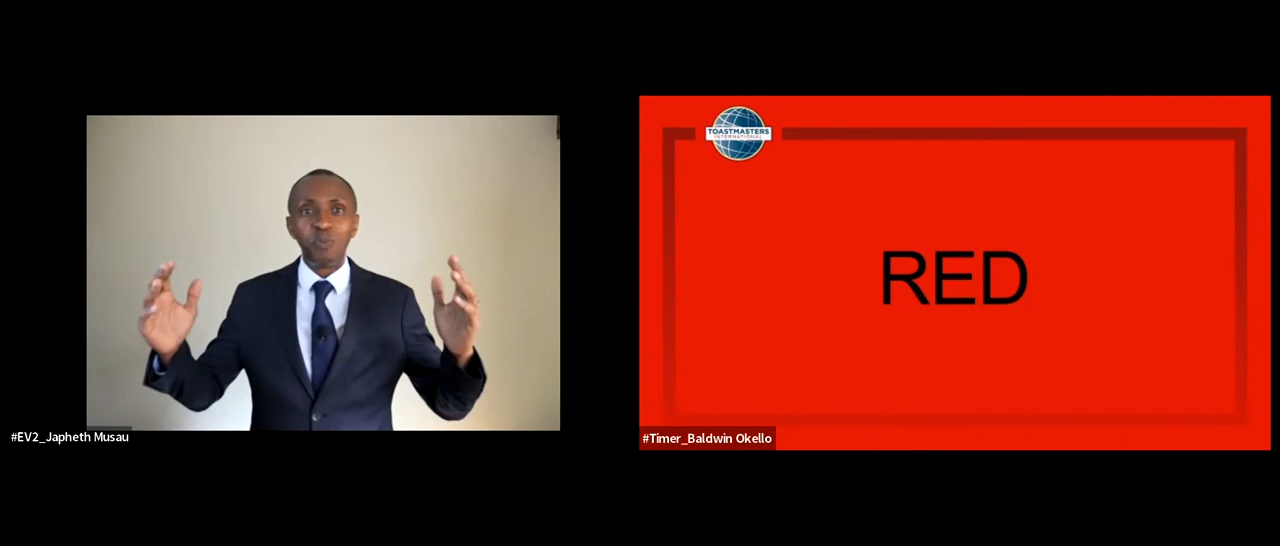 TOASTMASTERS
INTERNATIONAL
RED
#EV2_Japheth Musau
#Timer_Baldwin Okello